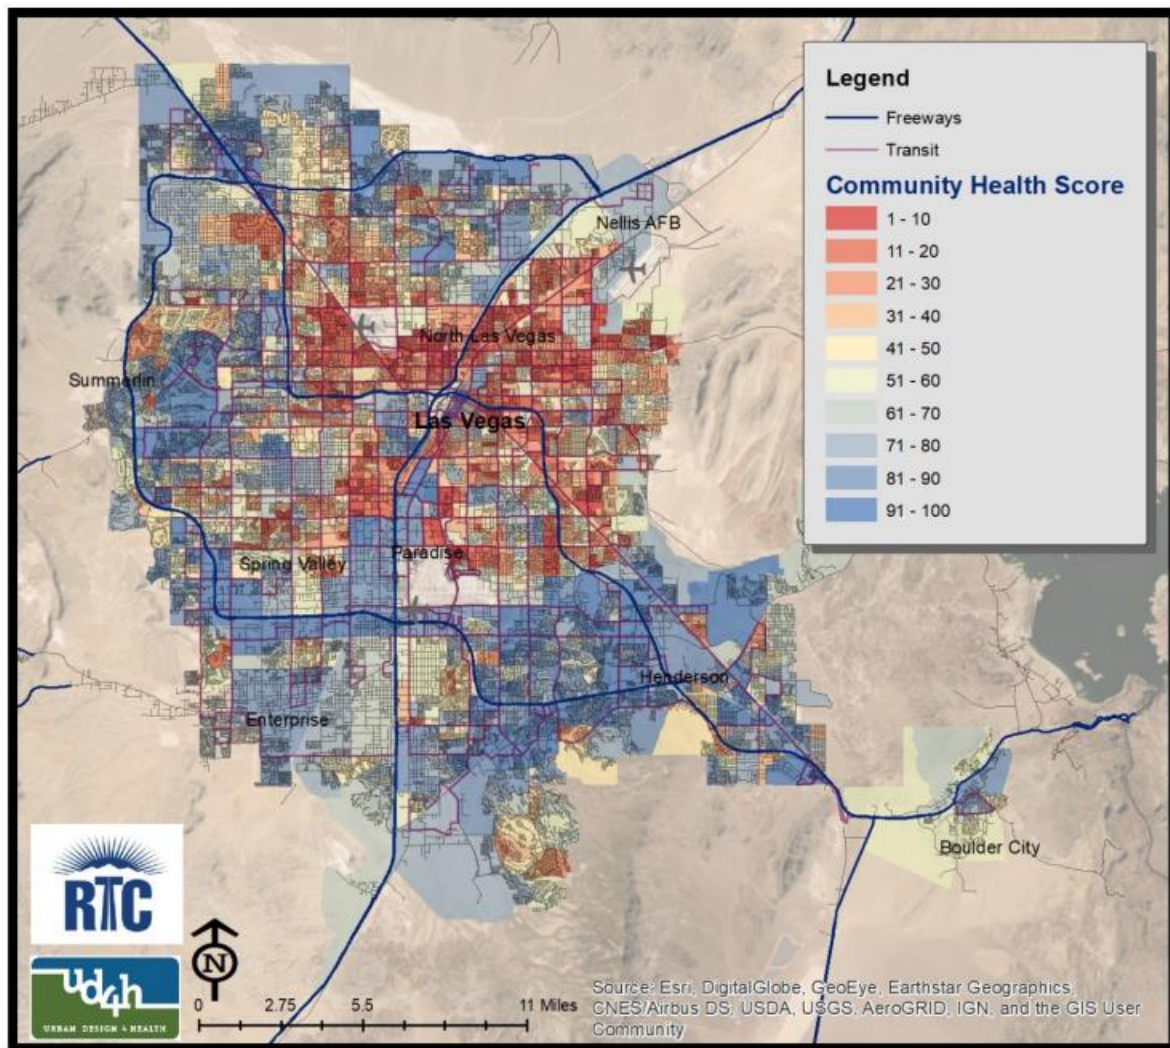 Legend
Freeways
Transit
Community Health Score
1 - 10
11 - 20
21 - 30
31 - 40
41 - 50
51 - 60
61 - 70
71 - 80
81 - 90
91 - 100
Nellis AFB
North Las Vegas
Summerlin
Las Vegas
Paradise
Spring Valley
Henderson
Enterprise
Boulder City
RTC
ud4h
URBAN DESIGN 4 HEALTH
N
0 2.75 5.5 11 Miles
Source: Esri, DigitalGlobe, GeoEye, Earthstar Geographics,
CNES/Airbus DS, USDA, USGS, AeroGRID, IGN, and the GIS User
Community